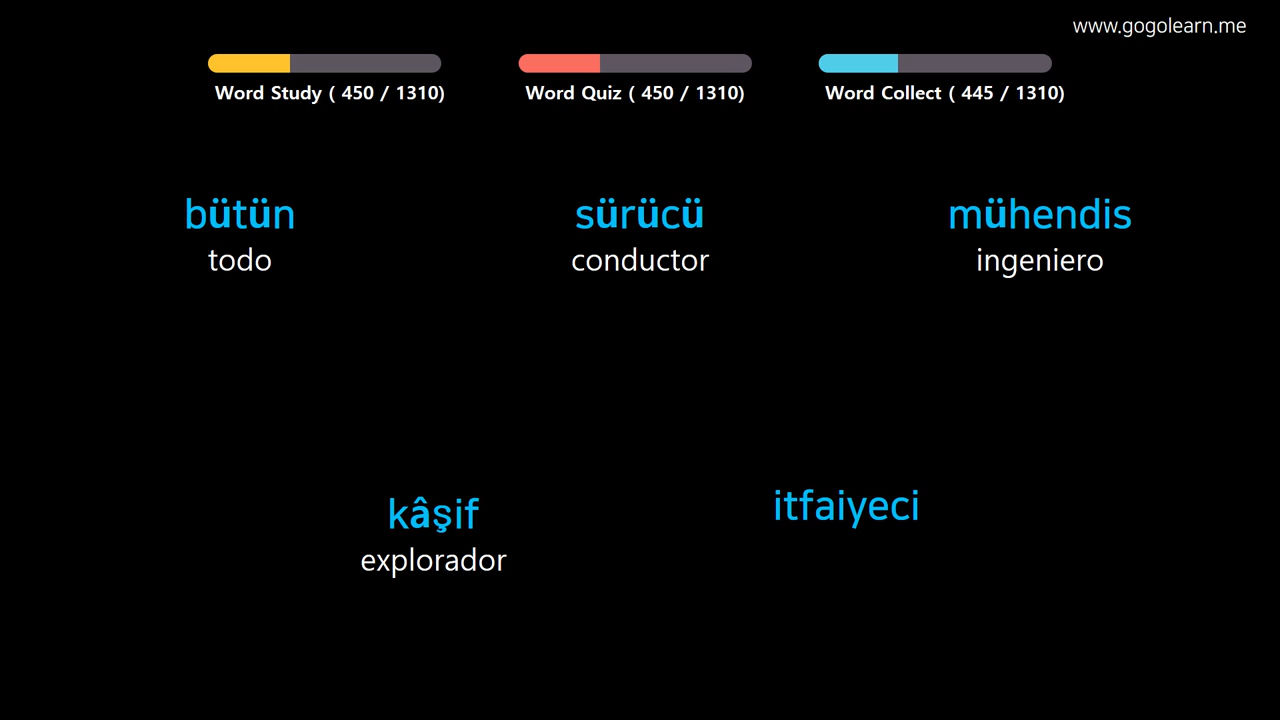 www.gogolearn.me
Word Study ( 450 / 1310)
Word Quiz ( 450 / 1310)
Word Collect ( 445 / 1310)
bütün
todo
sürücü
conductor
mühendis
ingeniero
kâşif
explorador
itfaiyeci